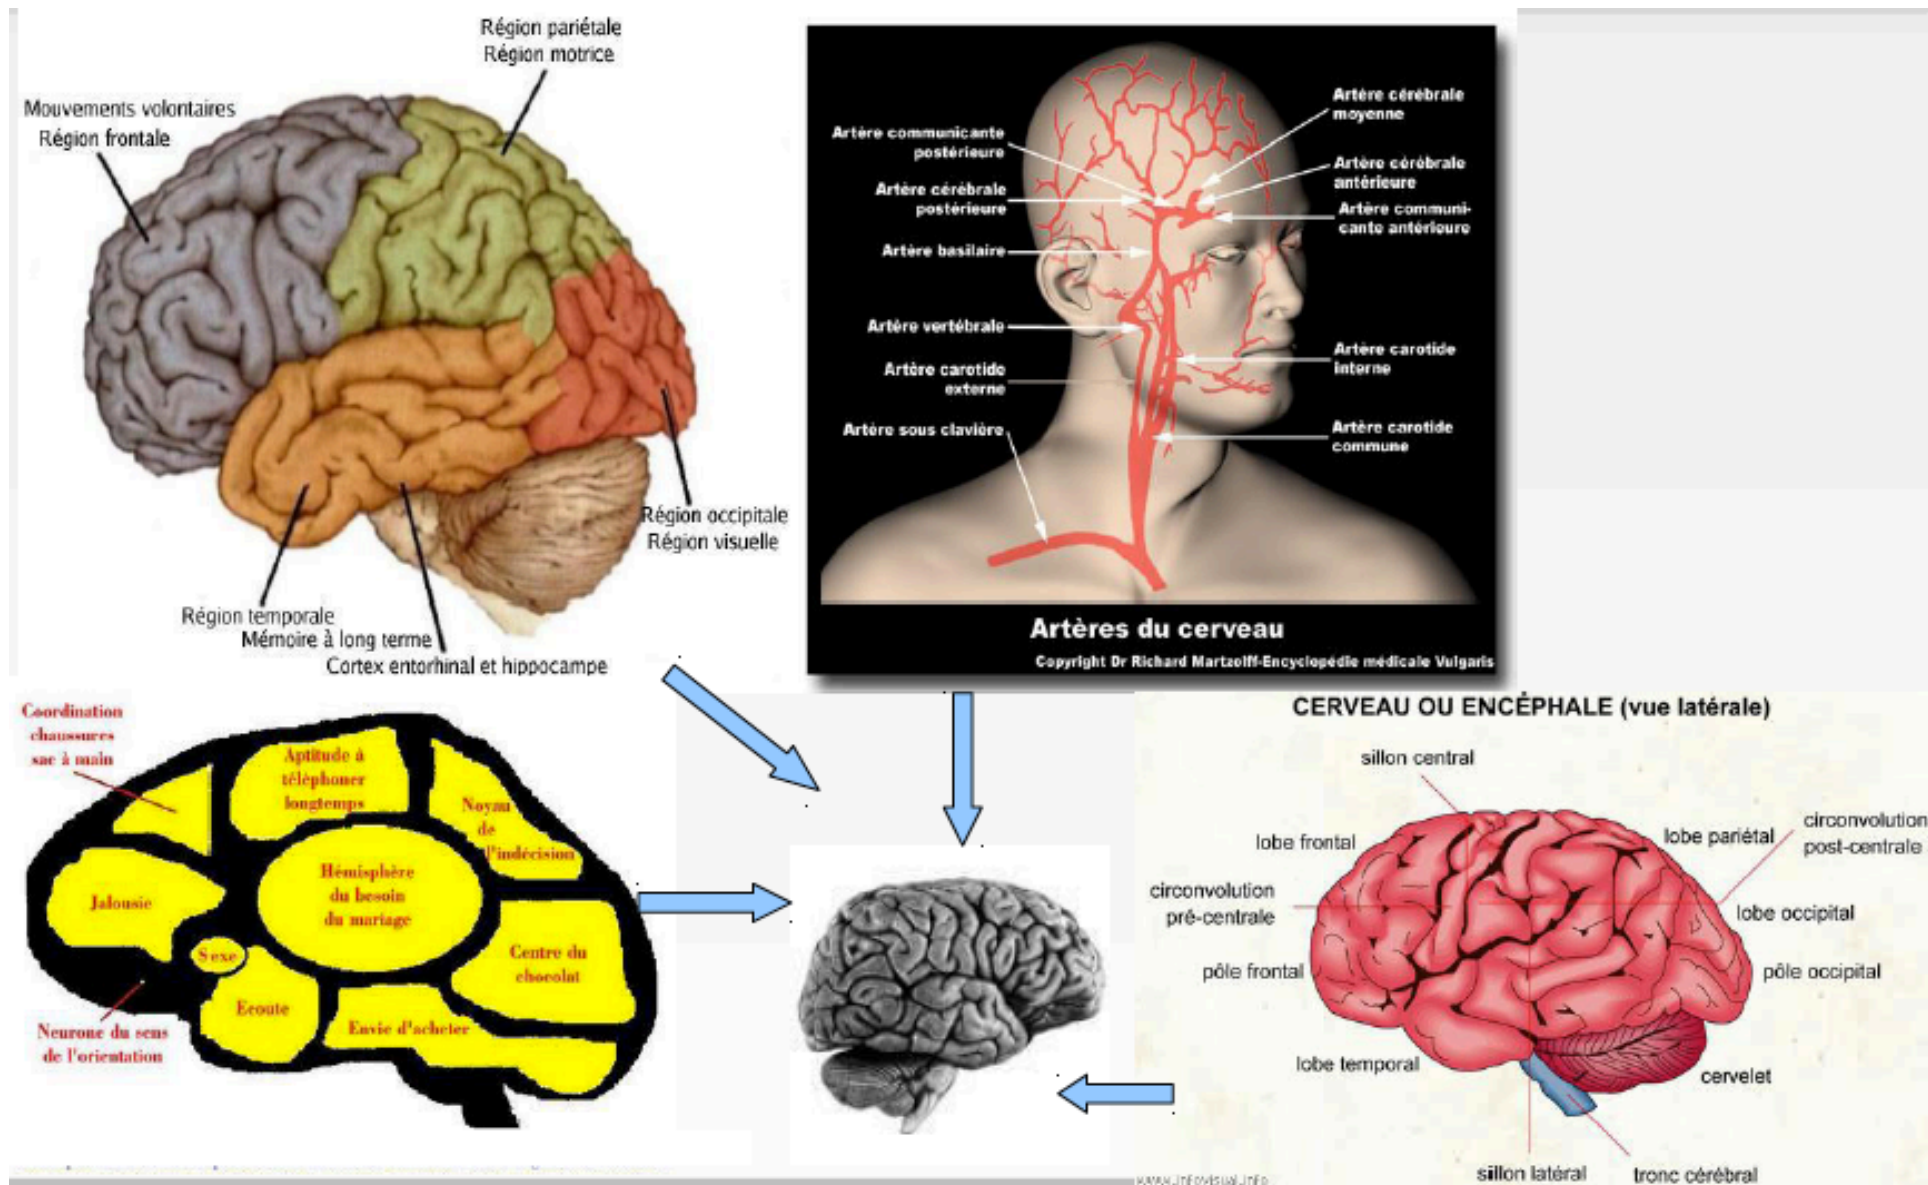 Région pariétale
Région motrice
Mouvements volontaires
Région frontale
Région occipitale
Région visuelle
Région temporale
Mémoire à long terme
Cortex entorhinal et hippocampe
Artère communicante
postérieure
Artère cérébrale
postérieure
Artère basilaire
Artère vertébrale
Artère carotide
externe
Artère sous clavière
Artère cérébrale
moyenne
Artère cérébrale
antérieure
Artère communi-
cante antérieure
Artère carotide
interne
Artère carotide
commune
Artères du cerveau
Copyright Dr Richard Martzolff-Encyclopédie médicale Vulgaris
Coordination
chaussures
sac à main
Aptitude à
téléphoner
longtemps
Noyau
de
l'indécision
Hémisphère
du besoin
du mariage
Jalousie
Sexe
Ecoute
Envie d'acheter
Centre du
chocolat
Neurone du sens
de l'orientation
CERVEAU OU ENCÉPHALE (vue latérale)
sillon central
lobe frontal
lobe pariétal
circonvolution
post-centrale
circonvolution
pré-centrale
lobe occipital
pôle frontal
pôle occipital
lobe temporal
cervelet
sillon latéral
tronc cérébral
www.infovisual.info